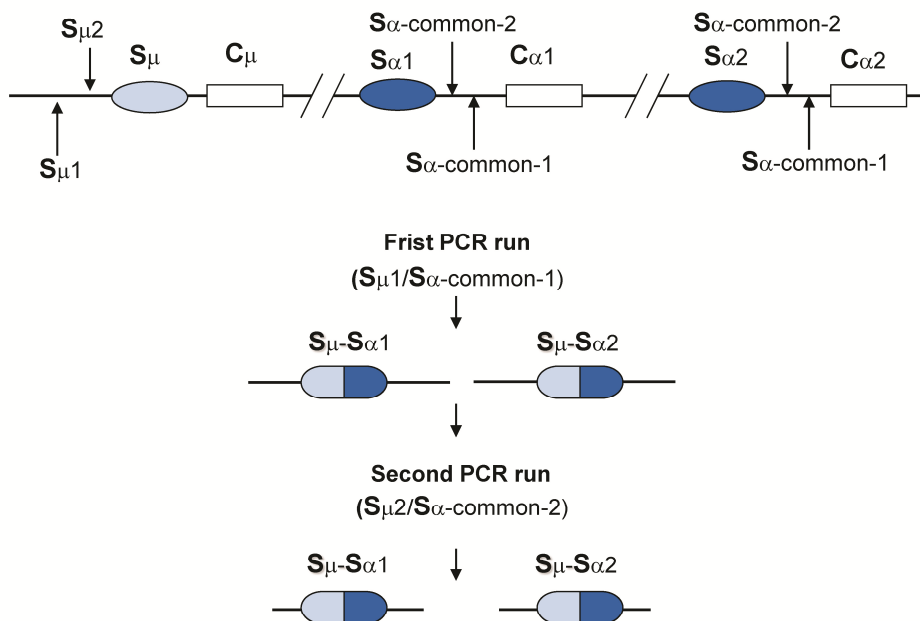 Sμ2
Sα-common-2
Sα-common-2
Sμ
Cμ
Sα1
Cα1
Sα2
Cα2
Sμ1
Sα-common-1
Sα-common-1
Frist PCR run
(Sμ1/Sα-common-1)
Sμ-Sα1
Sμ-Sα2
Second PCR run
(Sμ2/Sα-common-2)
Sμ-Sα1
Sμ-Sα2